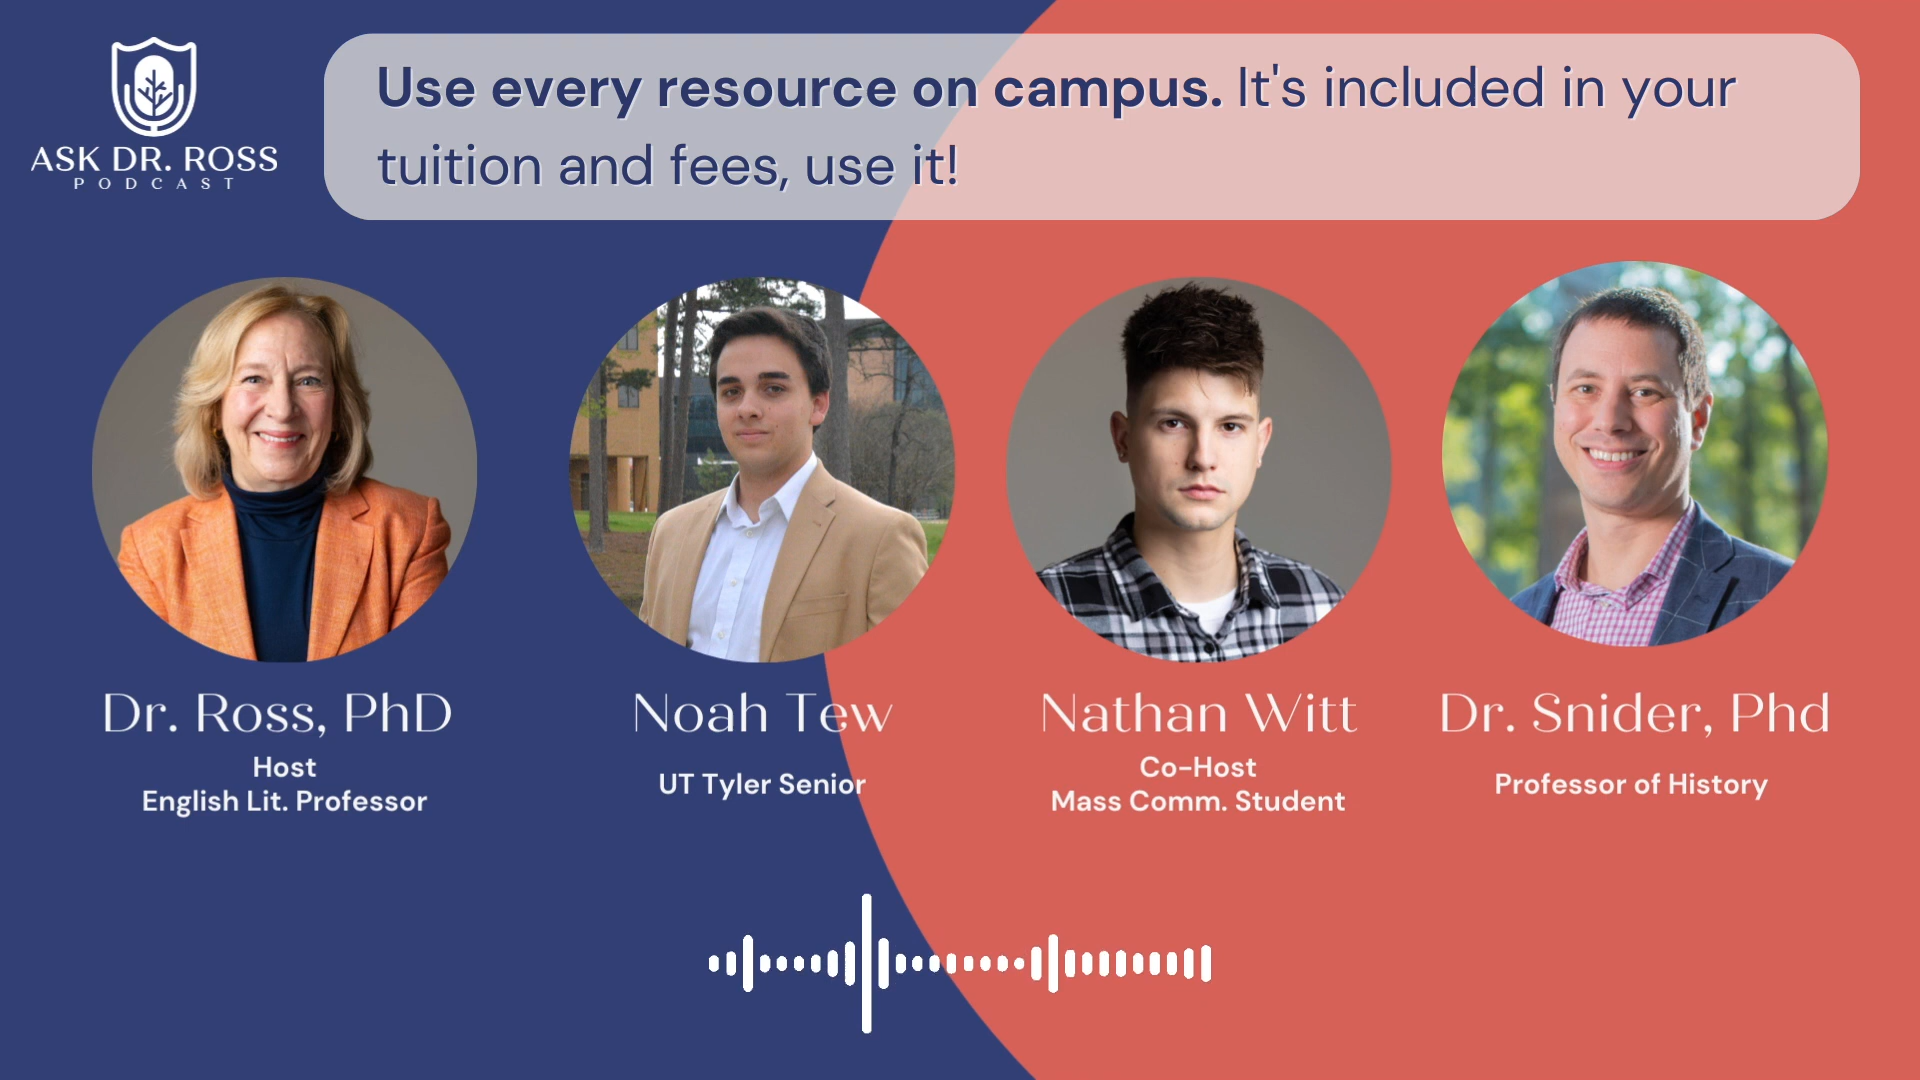 ASK DR. ROSS
PODCAST
Use every resource on campus. It's included in your
tuition and fees, use it!
Dr. Ross, PhD
Host
English Lit. Professor
Noah Tew
UT Tyler Senior
Nathan Witt
Co-Host
Mass Comm. Student
Dr. Snider, Phd
Professor of History